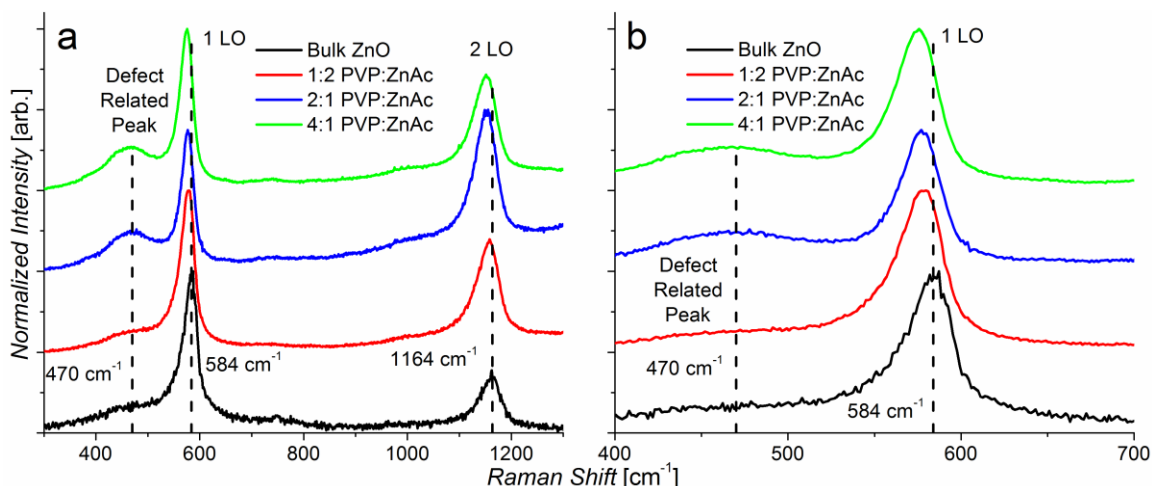 Normalized Intensity [arb.]
a
1 LO
Defect
Related
Peak
Bulk ZnO
1:2 PVP:ZnAc
2:1 PVP:ZnAc
4:1 PVP:ZnAc
2 LO
470 cm-1
584 cm-1
1164 cm-1
400
600
800
1000
1200
b
Bulk ZnO
1:2 PVP:ZnAc
2:1 PVP:ZnAc
4:1 PVP:ZnAc
1 LO
Defect
Related
Peak
470 cm-1
584 cm-1
400
500
600
700
Raman Shift [cm-1]